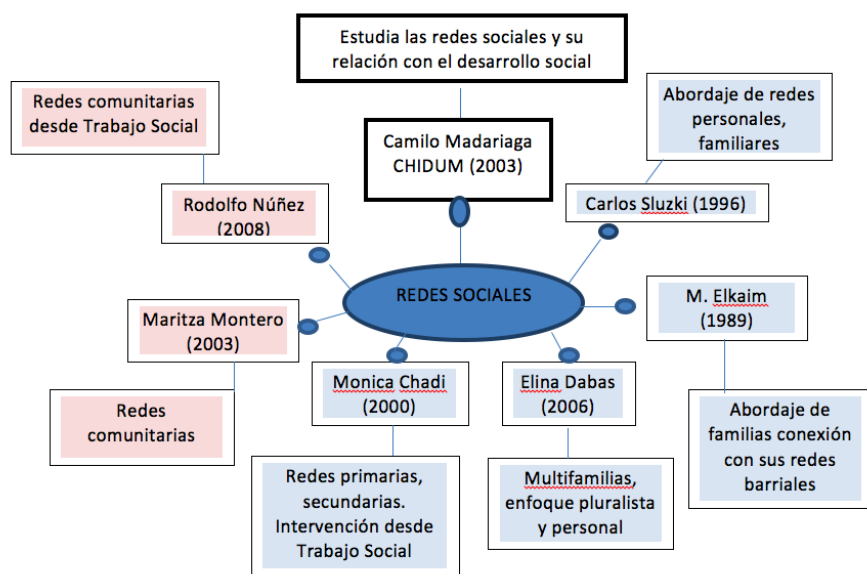 Estudia las redes sociales y su
relación con el desarrollo social
Redes comunitarias
desde Trabajo Social
Abordaje de redes
personales,
familiares
Camilo Madariaga
CHIDUM (2003)
Rodolfo Núñez
(2008)
Carlos Sluzki (1996)
REDES SOCIALES
M. Elkaim
(1989)
Maritza Montero
(2003)
Monica Chadi
(2000)
Elina Dabas
(2006)
Redes
comunitarias
Abordaje de
familias conexión
con sus redes
barriales
Redes primarias,
secundarias.
Intervención desde
Trabajo Social
Multifamilias,
enfoque pluralista
y personal